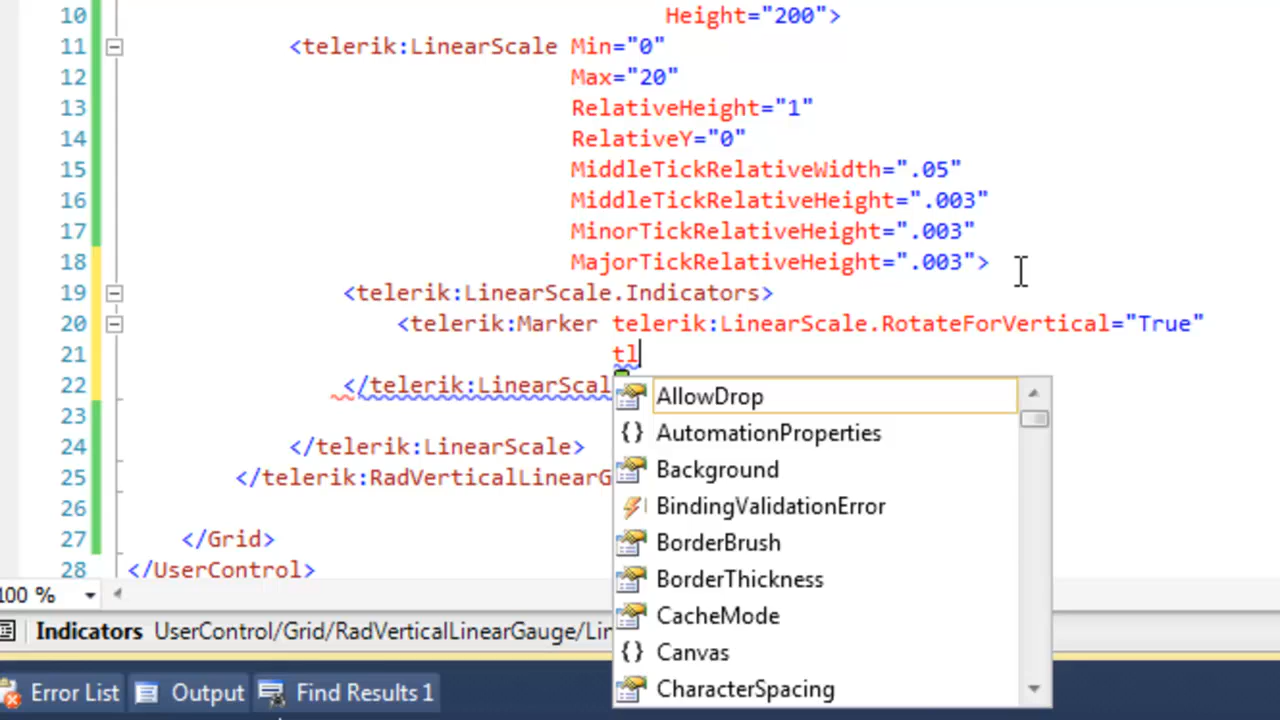 10 Height="200">
11 <telerik:LinearScale Min="0"
12 Max="20"
13 RelativeHeight="1"
14 RelativeY="0"
15 MiddleTickRelativeWidth=".05"
16 MiddleTickRelativeHeight=".003"
17 MinorTickRelativeHeight=".003"
18 MajorTickRelativeHeight=".003">
19 <telerik:LinearScale.Indicators>
20 <telerik:Marker telerik:LinearScale.RotateForVertical="True"
21 tl
22 </telerik:LinearScal
AllowDrop
23 AutomationProperties
24 </telerik:LinearScale>
Background
25 </telerik:RadVerticalLinearG
26 BindingValidationError
27 </Grid>
BorderBrush
28 </UserControl>
BorderThickness
100 %
CacheMode
Indicators UserControl/Grid/RadVerticalLinearGauge/Lin
Canvas
Error List Output Find Results 1
CharacterSpacing